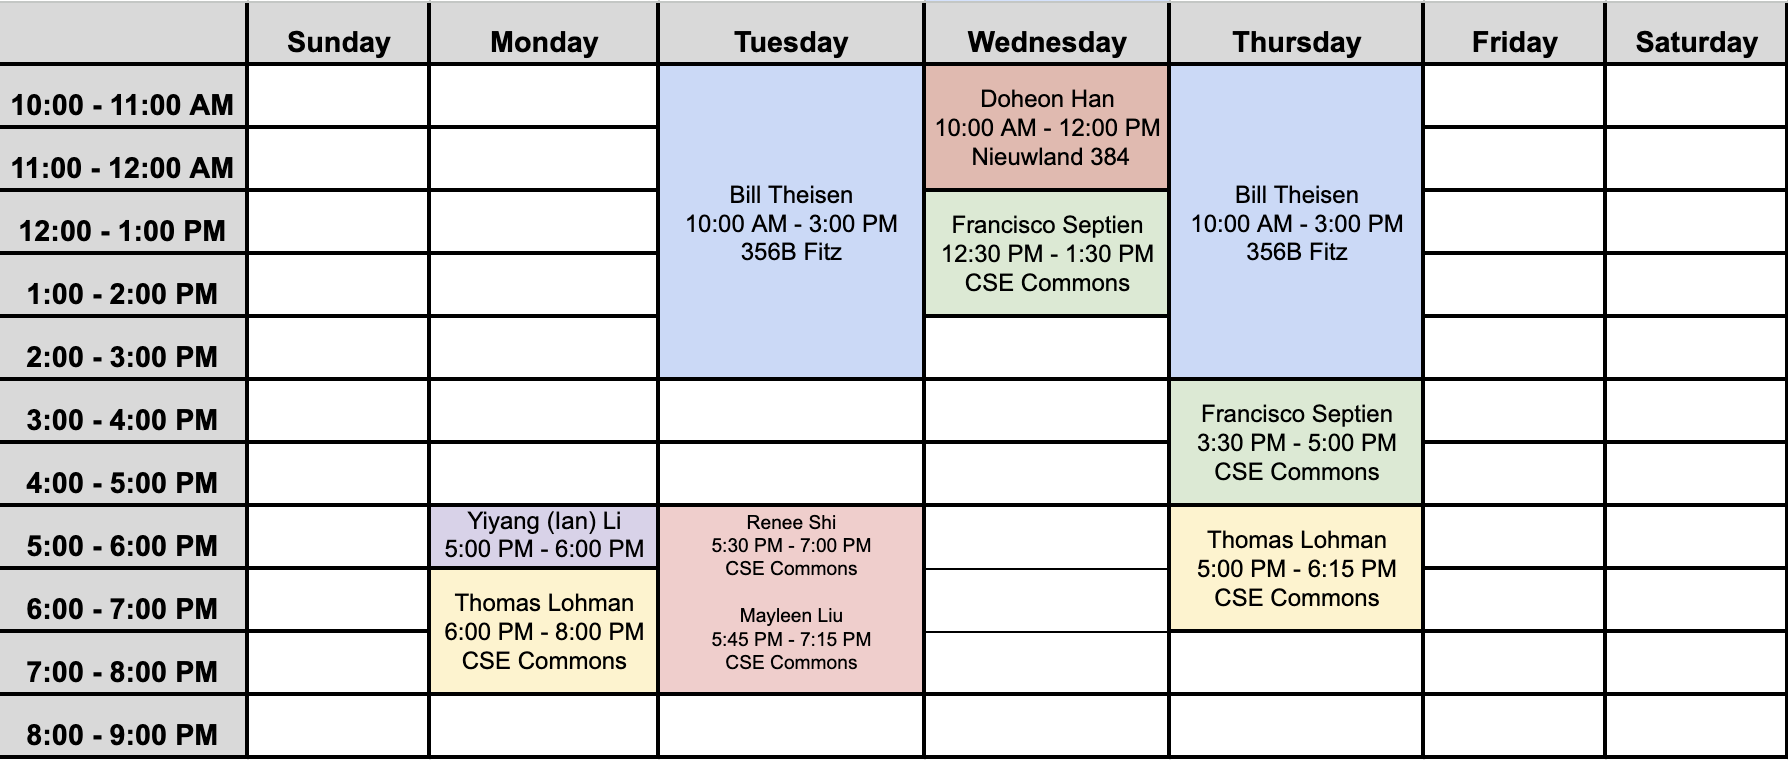 Sunday Monday Tuesday Wednesday Thursday Friday Saturday
10:00 - 11:00 AM
11:00 - 12:00 AM
12:00 - 1:00 PM
1:00 - 2:00 PM
2:00 - 3:00 PM
3:00 - 4:00 PM
4:00 - 5:00 PM
5:00 - 6:00 PM
6:00 - 7:00 PM
7:00 - 8:00 PM
8:00 - 9:00 PM
Yiyang (Ian) Li
5:00 PM - 6:00 PM
Thomas Lohman
6:00 PM - 8:00 PM
CSE Commons
Bill Theisen
10:00 AM - 3:00 PM
356B Fitz
Renee Shi
5:30 PM - 7:00 PM
CSE Commons
Mayleen Liu
5:45 PM - 7:15 PM
CSE Commons
Doheon Han
10:00 AM - 12:00 PM
Nieuwland 384
Francisco Septien
12:30 PM - 1:30 PM
CSE Commons
Bill Theisen
10:00 AM - 3:00 PM
356B Fitz
Francisco Septien
3:30 PM - 5:00 PM
CSE Commons
Thomas Lohman
5:00 PM - 6:15 PM
CSE Commons